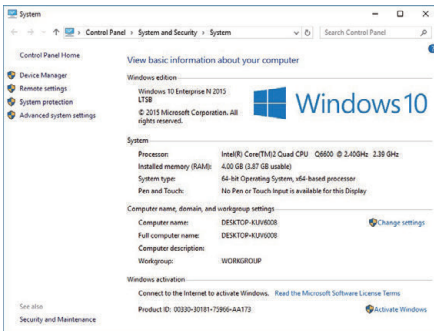 System
Control Panel > System and Security > System
Search Control Panel
Control Panel Home
Device Manager
Remote settings
System protection
Advanced system settings
View basic information about your computer
Windows edition
Windows 10 Enterprise N 2015
LTSB
© 2015 Microsoft Corporation. All
rights reserved.
Windows 10
System
Processor: Intel(R) Core(TM)2 Quad CPU Q6600 @ 2.40GHz 2.39 GHz
Installed memory (RAM): 4.00 GB (3.87 GB usable)
System type: 64-bit Operating System, x64-based processor
Pen and Touch: No Pen or Touch Input is available for this Display
Computer name, domain, and workgroup settings
Computer name: DESKTOP-KUV6008
Change settings
Full computer name: DESKTOP-KUV6008
Computer description:
Workgroup: WORKGROUP
Windows activation
Connect to the Internet to activate Windows. Read the Microsoft Software License Terms
Product ID: 00330-30181-75966-AA173
Activate Windows
See also
Security and Maintenance